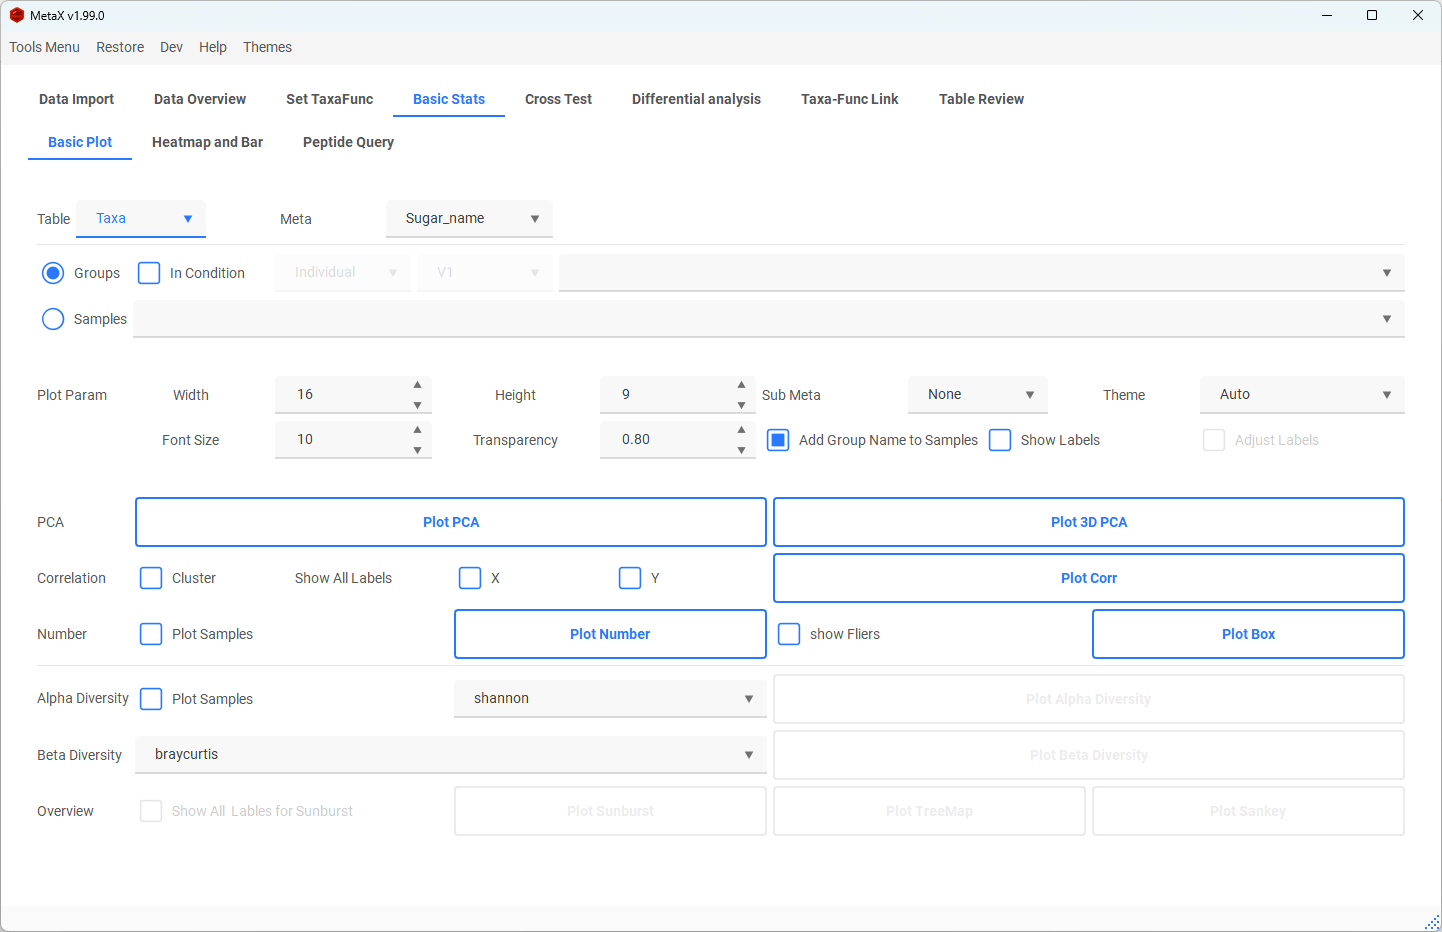 MetaX v1.99.0
Tools Menu Restore Dev Help Themes
Data Import Data Overview Set TaxaFunc Basic Stats Cross Test Differential analysis Taxa-Func Link Table Review
Basic Plot Heatmap and Bar Peptide Query
Table Taxa Meta Sugar_name
Groups In Condition Individual V1
Samples
Plot Param Width 16 Height 9 Sub Meta None Theme Auto
Font Size 10 Transparency 0.80 Add Group Name to Samples Show Labels Adjust Labels
PCA Plot PCA Plot 3D PCA
Correlation Cluster Show All Labels X Y Plot Corr
Number Plot Samples Plot Number show Fliers Plot Box
Alpha Diversity Plot Samples shannon Plot Alpha Diversity
Beta Diversity braycurtis Plot Beta Diversity
Overview Show All Lables for Sunburst Plot Sunburst Plot TreeMap Plot Sankey